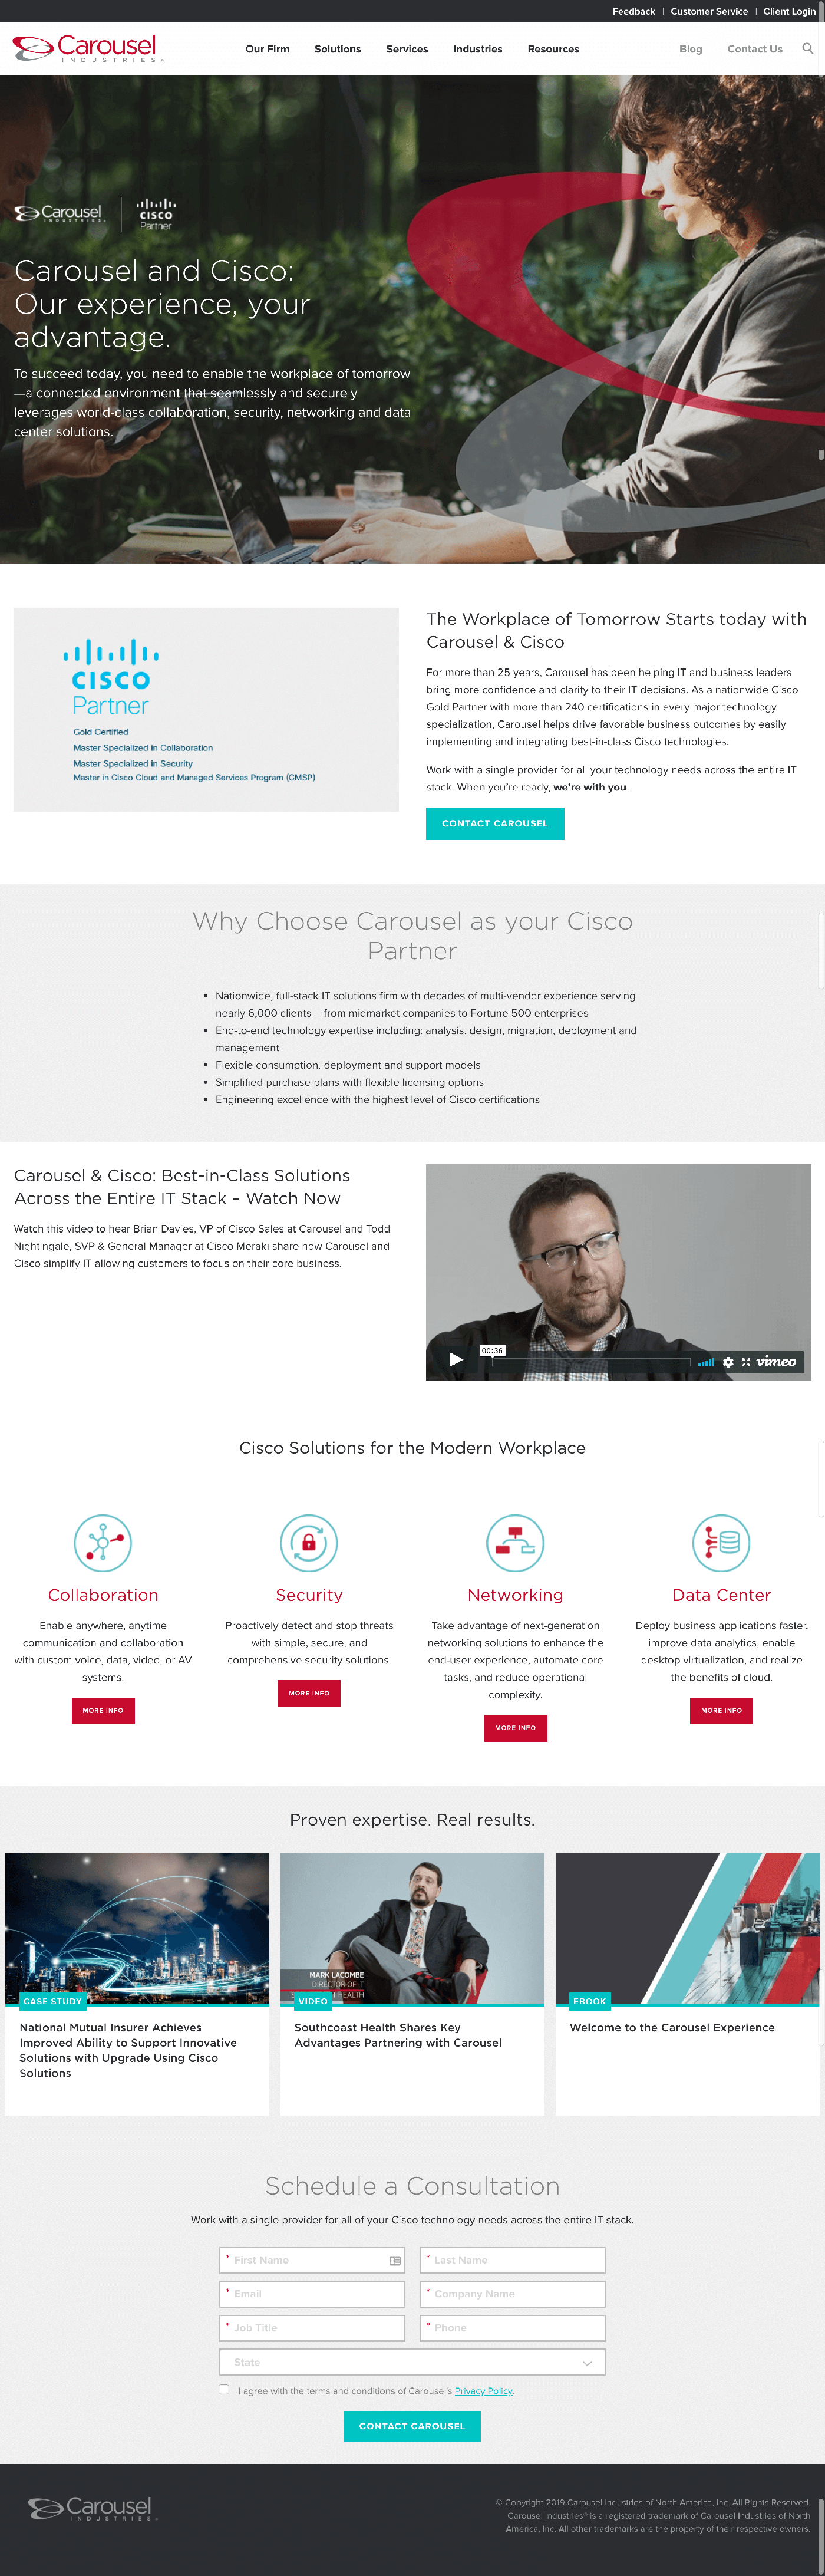 Feedback | Customer Service | Client Login
Carousel
INDUSTRIES®
Our Firm Solutions Services Industries Resources Blog Contact Us
Carousel
INDUSTRIES®
CISCO
Partner
Carousel and Cisco:
Our experience, your
advantage.
To succeed today, you need to enable the workplace of tomorrow
—a connected environment that seamlessly and securely
leverages world-class collaboration, security, networking and data
center solutions.
CISCO
Partner
Gold Certified
Master Specialized in Collaboration
Master Specialized in Security
Master in Cisco Cloud and Managed Services Program (CMSP)
The Workplace of Tomorrow Starts today with
Carousel & Cisco
For more than 25 years, Carousel has been helping IT and business leaders
bring more confidence and clarity to their IT decisions. As a nationwide Cisco
Gold Partner with more than 240 certifications in every major technology
specialization, Carousel helps drive favorable business outcomes by easily
implementing and integrating best-in-class Cisco technologies.
Work with a single provider for all your technology needs across the entire IT
stack. When you're ready, we're with you.
CONTACT CAROUSEL
Why Choose Carousel as your Cisco
Partner
• Nationwide, full-stack IT solutions firm with decades of multi-vendor experience serving
nearly 6,000 clients – from midmarket companies to Fortune 500 enterprises
• End-to-end technology expertise including: analysis, design, migration, deployment and
management
• Flexible consumption, deployment and support models
• Simplified purchase plans with flexible licensing options
• Engineering excellence with the highest level of Cisco certifications
Carousel & Cisco: Best-in-Class Solutions
Across the Entire IT Stack – Watch Now
Watch this video to hear Brian Davies, VP of Cisco Sales at Carousel and Todd
Nightingale, SVP & General Manager at Cisco Meraki share how Carousel and
Cisco simplify IT allowing customers to focus on their core business.
00:36
vimeo
Cisco Solutions for the Modern Workplace
Collaboration
Enable anywhere, anytime
communication and collaboration
with custom voice, data, video, or AV
systems.
MORE INFO
Security
Proactively detect and stop threats
with simple, secure, and
comprehensive security solutions.
MORE INFO
Networking
Take advantage of next-generation
networking solutions to enhance the
end-user experience, automate core
tasks, and reduce operational
complexity.
MORE INFO
Data Center
Deploy business applications faster,
improve data analytics, enable
desktop virtualization, and realize
the benefits of cloud.
MORE INFO
Proven expertise. Real results.
CASE STUDY
National Mutual Insurer Achieves
Improved Ability to Support Innovative
Solutions with Upgrade Using Cisco
Solutions
MARK LACOMBE
DIRECTOR OF IT
HEALTH
VIDEO
Southcoast Health Shares Key
Advantages Partnering with Carousel
EBOOK
Welcome to the Carousel Experience
Schedule a Consultation
Work with a single provider for all of your Cisco technology needs across the entire IT stack.
* First Name
* Last Name
* Email
* Company Name
* Job Title
* Phone
State
I agree with the terms and conditions of Carousel's Privacy Policy.
CONTACT CAROUSEL
Carousel
INDUSTRIES®
© Copyright 2019 Carousel Industries of North America, Inc. All Rights Reserved.
Carousel Industries® is a registered trademark of Carousel Industries of North
America, Inc. All other trademarks are the property of their respective owners.